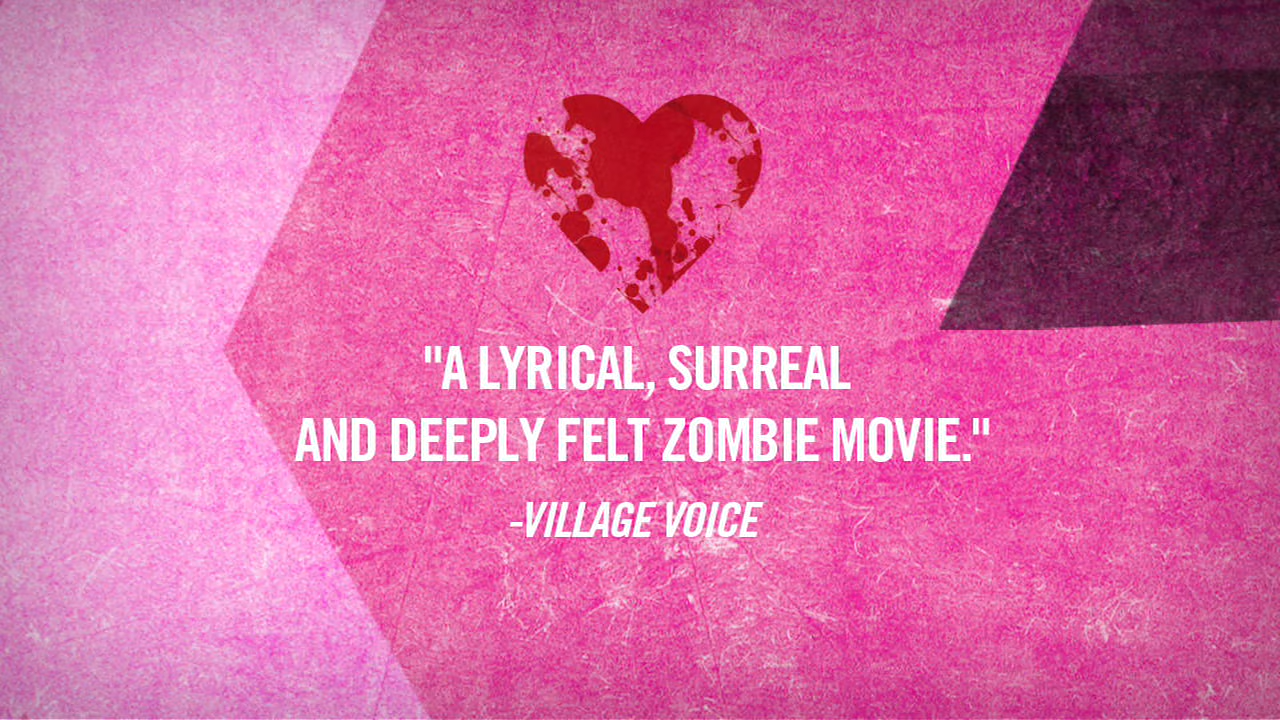 "A LYRICAL, SURREAL
AND DEEPLY FELT ZOMBIE MOVIE."
-VILLAGE VOICE